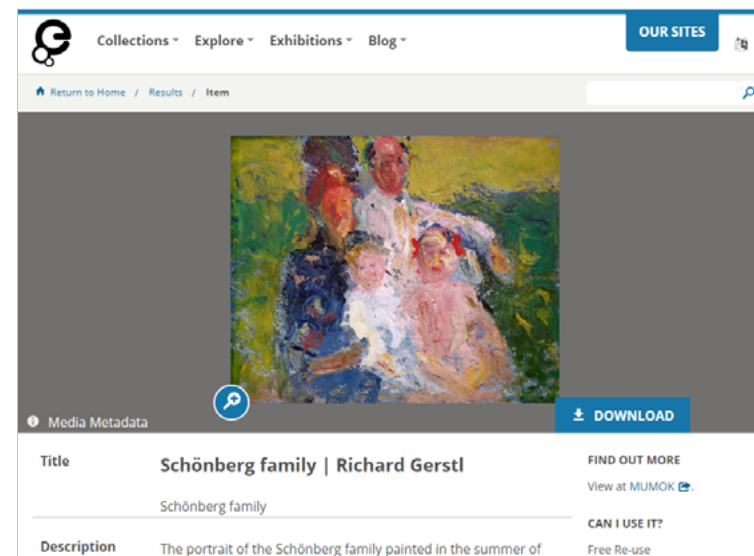 Collections Explore Exhibitions Blog
OUR SITES
Return to Home / Results / Item
Media Metadata
DOWNLOAD
Title
Schönberg family | Richard Gerstl
Schönberg family
Description
The portrait of the Schönberg family painted in the summer of
FIND OUT MORE
View at MUMOK.
CAN I USE IT?
Free Re-use